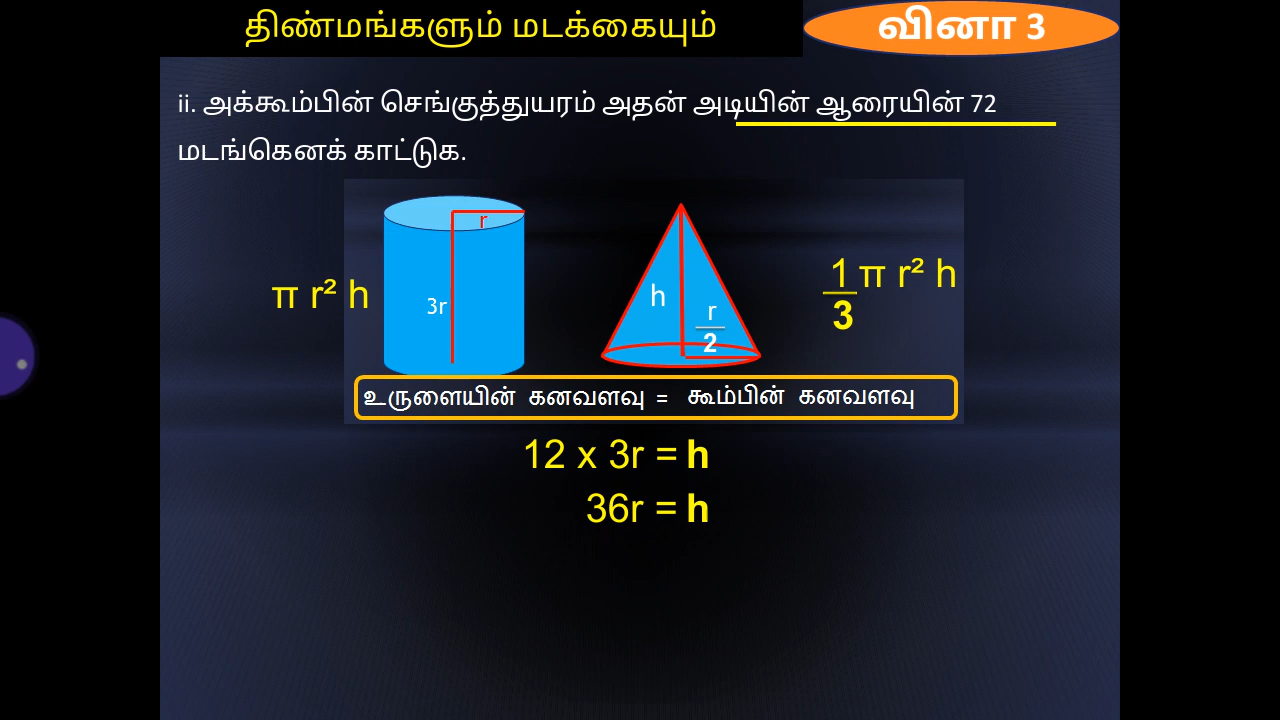 திண்மங்களும் மடக்கையும்
வினா 3
ii. அக்கூம்பின் செங்குத்துயரம் அதன் அடியின் ஆரையின் 72
மடங்கெனக் காட்டுக.
r
3r
π r² h
h
r
2
1
3
π r² h
உருளையின் கனவளவு = கூம்பின் கனவளவு
12 x 3r = h
36r = h